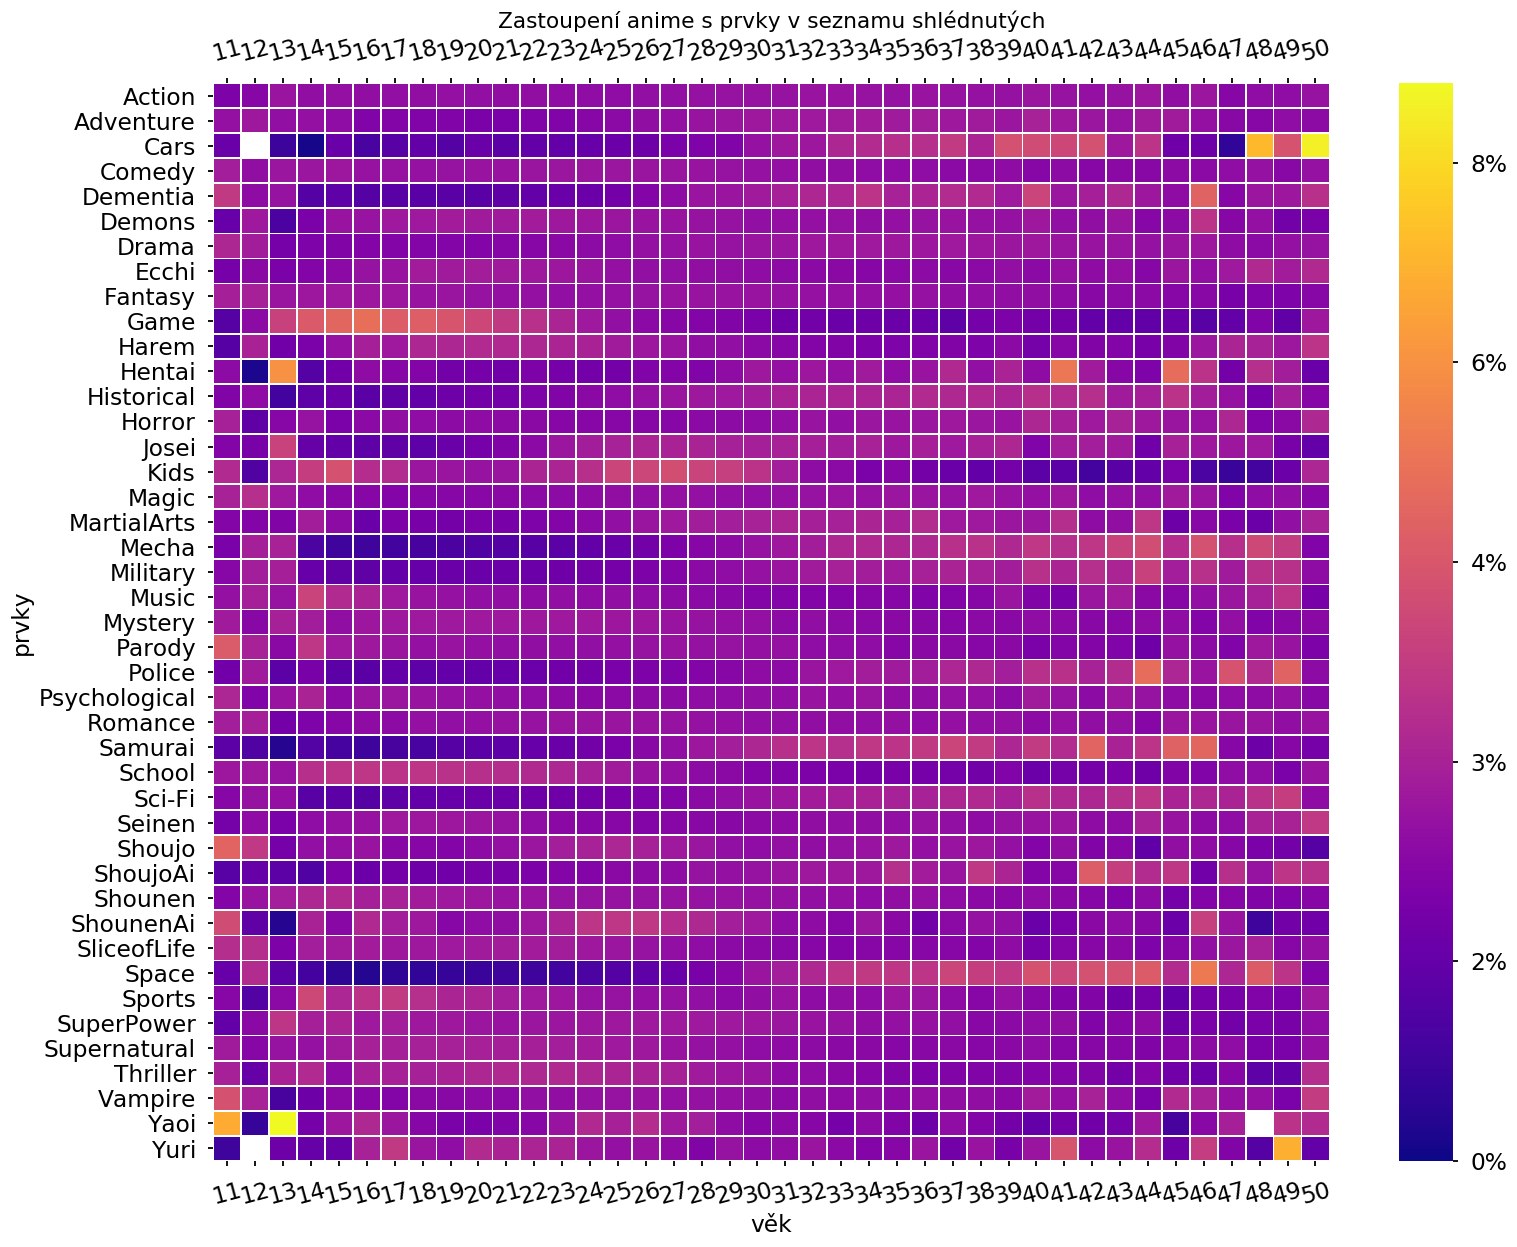 Zastoupení anime s prvky v seznamu shlédnutých
11 12 13 14 15 16 17 18 19 20 21 22 23 24 25 26 27 28 29 30 31 32 33 34 35 36 37 38 39 40 41 42 43 44 45 46 47 48 49 50
Action
Adventure
Cars
Comedy
Dementia
Demons
Drama
Ecchi
Fantasy
Game
Harem
Hentai
Historical
Horror
Josei
Kids
Magic
MartialArts
Mecha
Military
Music
Mystery
Parody
Police
Psychological
Romance
Samurai
School
Sci-Fi
Seinen
Shoujo
ShoujoAi
Shounen
ShounenAi
SliceofLife
Space
Sports
SuperPower
Supernatural
Thriller
Vampire
Yaoi
Yuri
prvky
11 12 13 14 15 16 17 18 19 20 21 22 23 24 25 26 27 28 29 30 31 32 33 34 35 36 37 38 39 40 41 42 43 44 45 46 47 48 49 50
věk
8%
6%
4%
3%
2%
0%